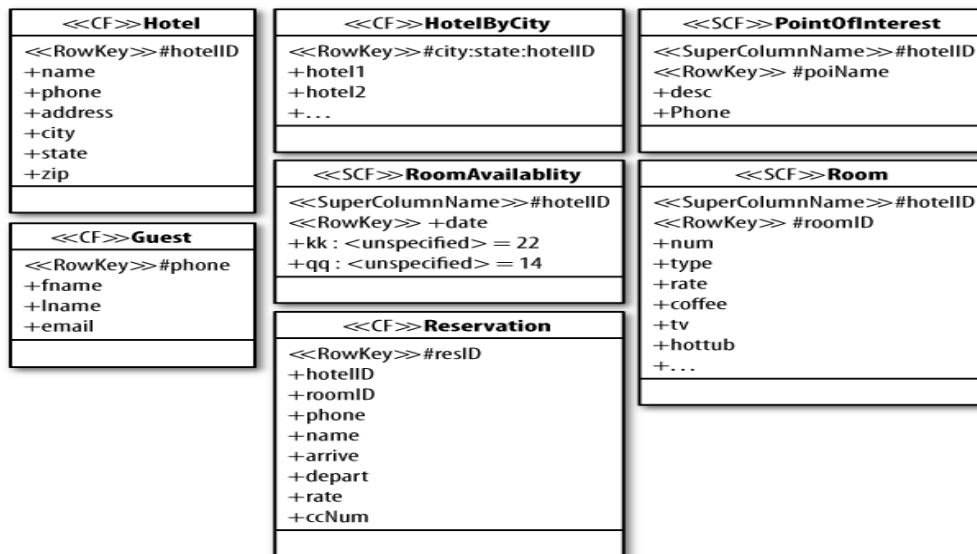 <<CF>>Hotel
<<RowKey>>#hotelID
+name
+phone
+address
+city
+state
+zip
<<CF>>Guest
<<RowKey>>#phone
+fname
+lname
+email
<<CF>>HotelByCity
<<RowKey>>#city:state:hotelID
+hotel1
+hotel2
+...
<<SCF>>RoomAvailablity
<<SuperColumnName>>#hotelID
<<RowKey>> +date
+kk : <unspecified> = 22
+qq : <unspecified> = 14
<<CF>>Reservation
<<RowKey>>#resID
+hotelID
+roomID
+phone
+name
+arrive
+depart
+rate
+ccNum
<<SCF>>PointOfInterest
<<SuperColumnName>>#hotelID
<<RowKey>> #poiName
+desc
+Phone
<<SCF>>Room
<<SuperColumnName>>#hotelID
<<RowKey>> #roomID
+num
+type
+rate
+coffee
+tv
+hottub
+...